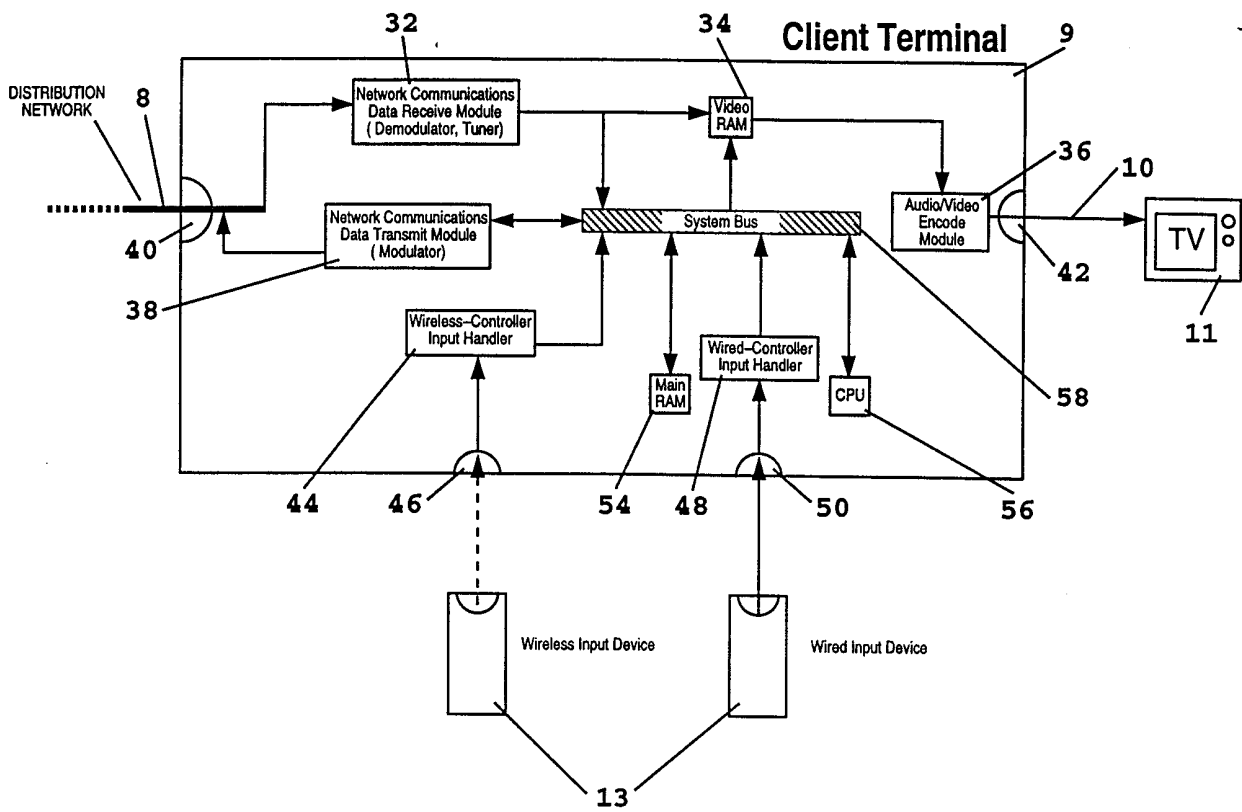 32
34
Client Terminal
9
DISTRIBUTION
NETWORK
8
Network Communications
Data Receive Module
( Demodulator, Tuner)
Video
RAM
36
10
Network Communications
Data Transmit Module
( Modulator)
System Bus
Audio/Video
Encode
Module
TV
40
42
38
11
Wireless-Controller
Input Handler
Wired-Controller
Input Handler
Main
RAM
CPU
58
44
46
54
48
50
56
Wireless Input Device
Wired Input Device
13